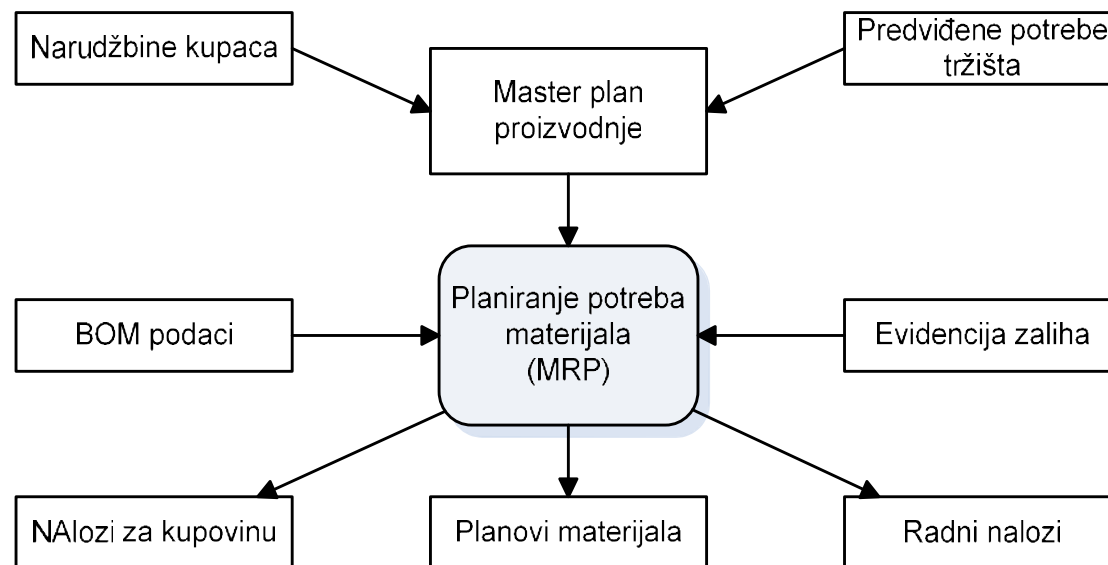 Narudžbine kupaca
Predviđene potrebe
tržišta
Master plan
proizvodnje
BOM podaci
Planiranje potreba
materijala
(MRP)
Evidencija zaliha
NAlozi za kupovinu
Planovi materijala
Radni nalozi